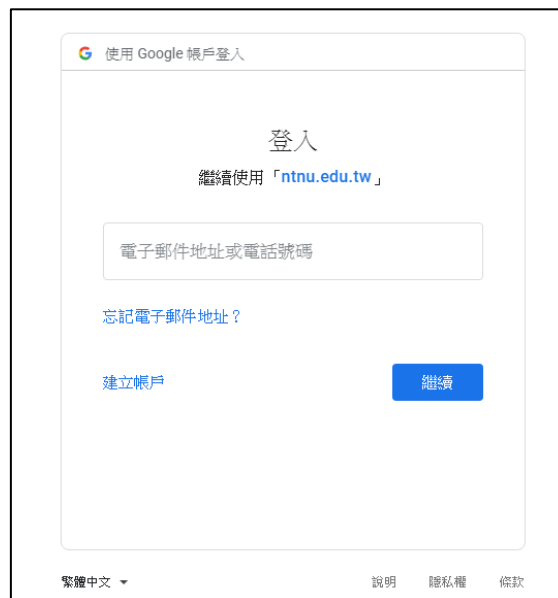 使用 Google 帳戶登入
登入
繼續使用「ntnu.edu.tw」
電子郵件地址或電話號碼
忘記電子郵件地址？
建立帳戶
繼續
繁體中文
說明 隱私權 條款